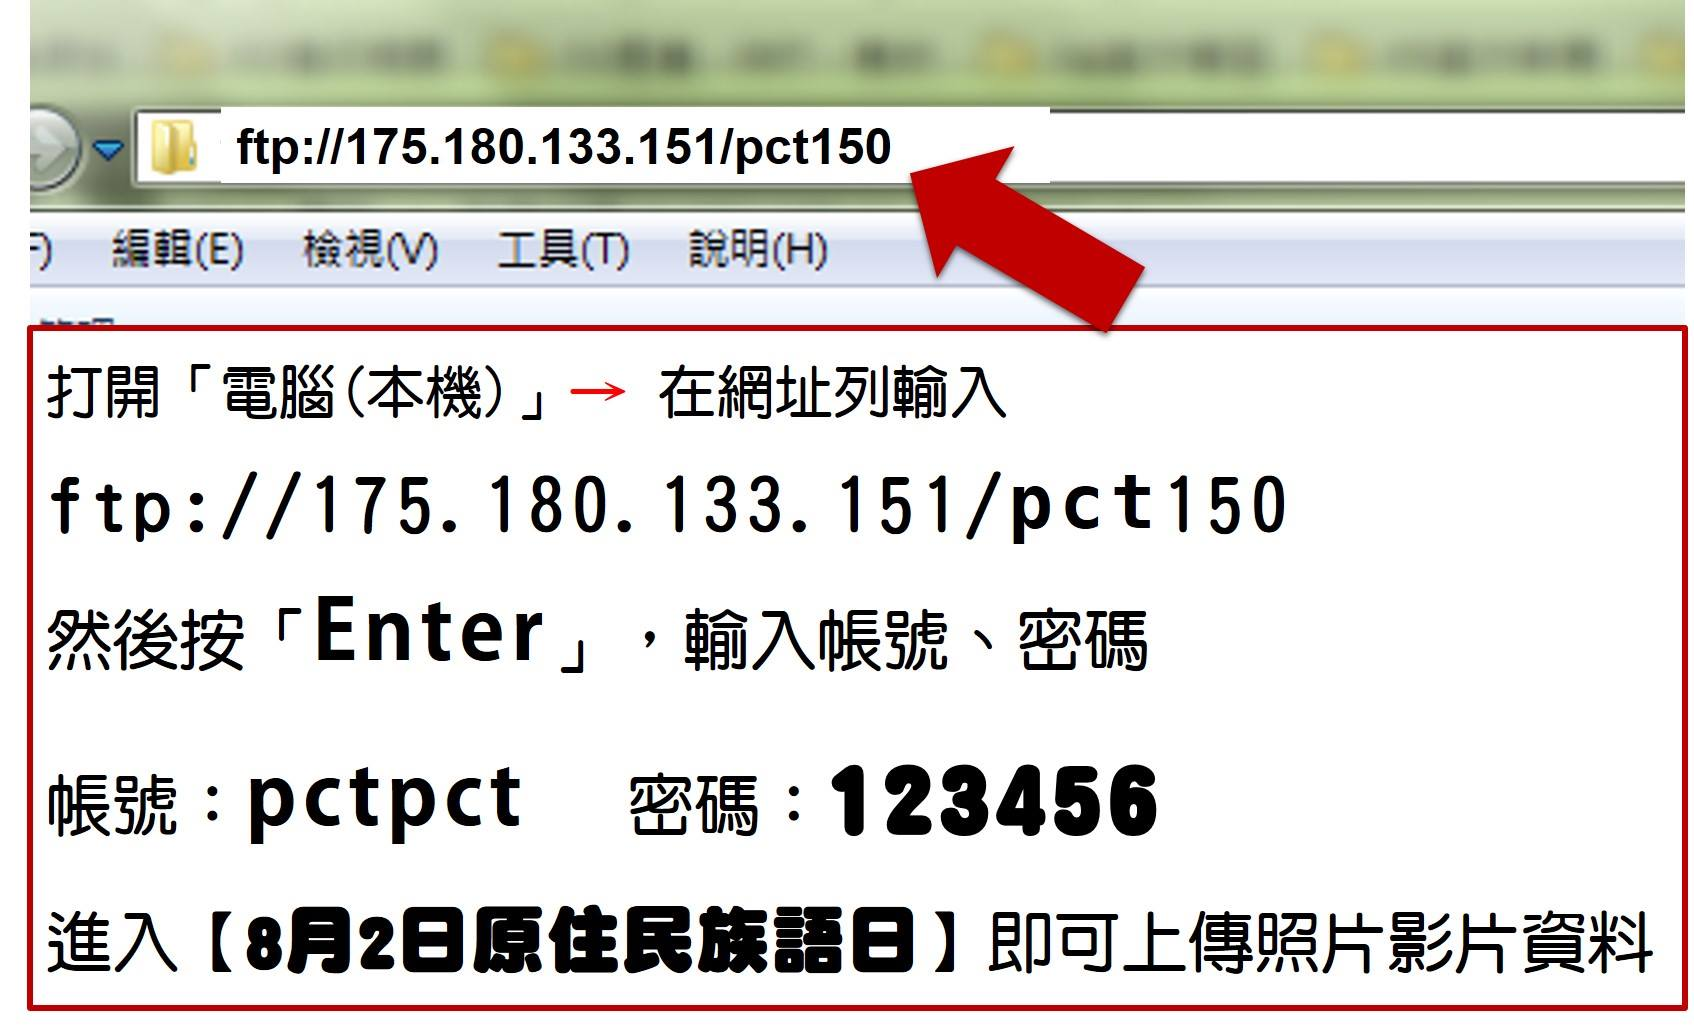 ftp://175.180.133.151/pct150
F) 編輯(E) 檢視(V) 工具(T) 說明(H)
打開「電腦(本機)」→ 在網址列輸入
ftp://175.180.133.151/pct150
然後按「Enter」，輸入帳號、密碼
帳號：pctpct 密碼：123456
進入【8月2日原住民族語日】即可上傳照片影片資料